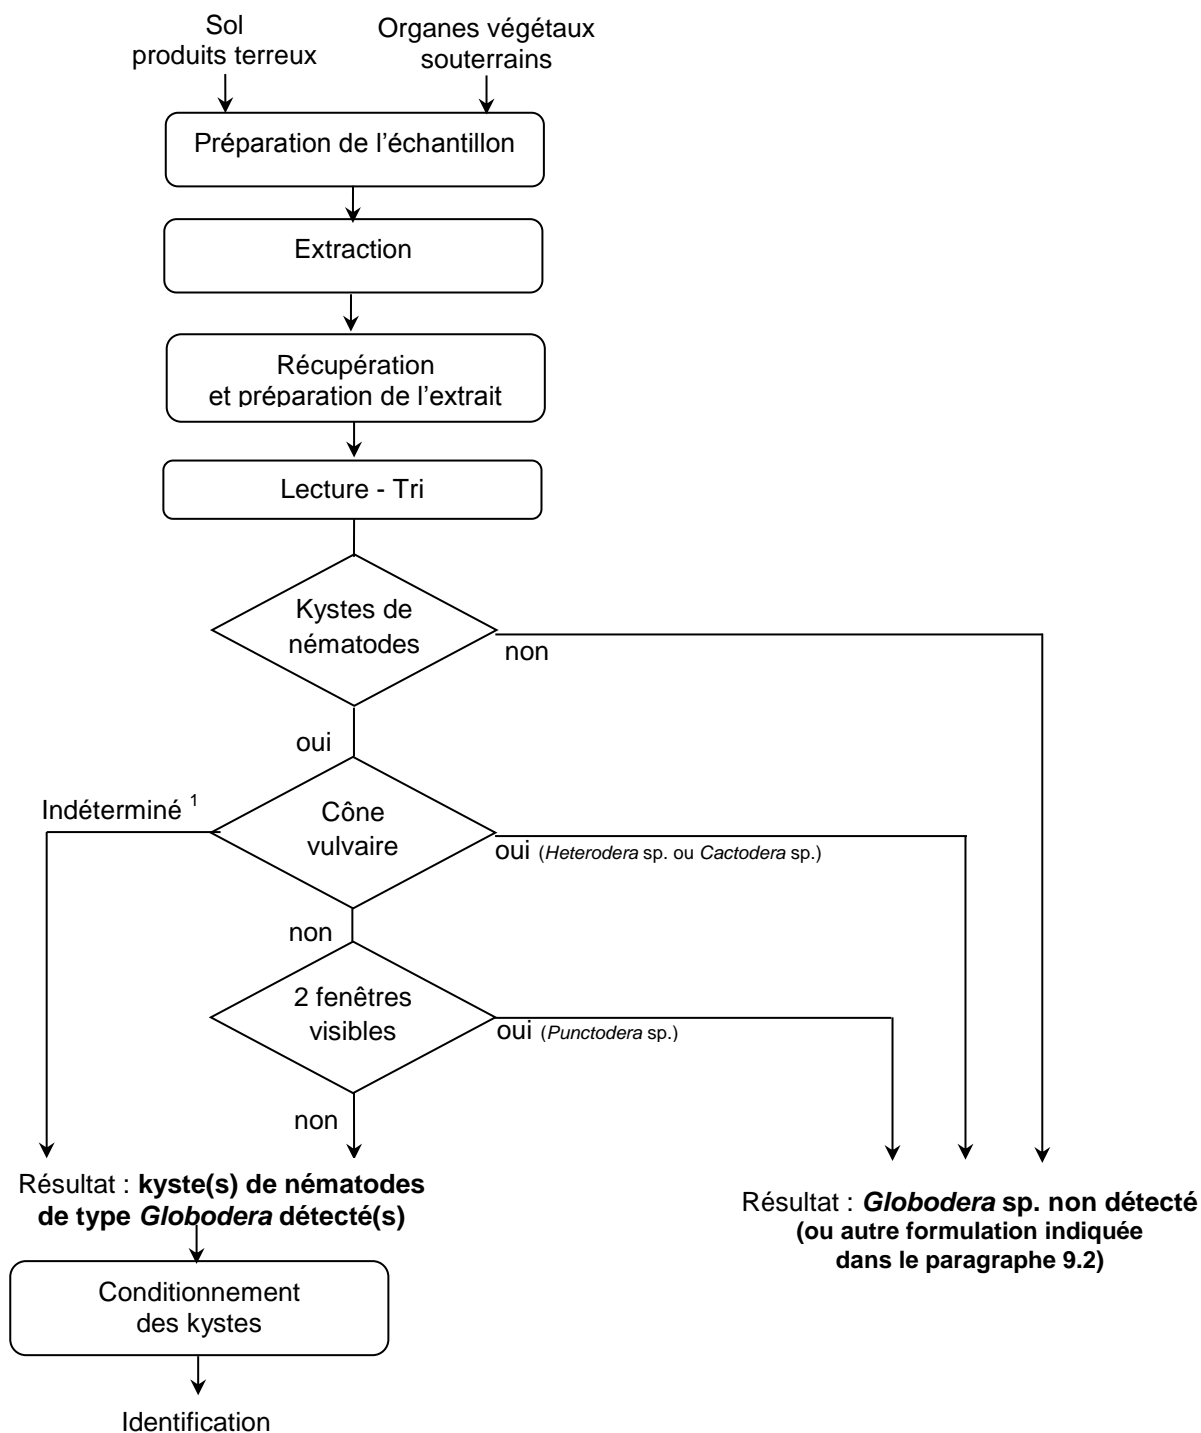 Sol
produits terreux
Organes végétaux
souterrains
Préparation de l’échantillon
Extraction
Récupération
et préparation de l’extrait
Lecture - Tri
Kystes de
nématodes
non
oui
Indéterminé 1
Cône
vulvaire
oui (Heterodera sp. ou Cactodera sp.)
non
2 fenêtres
visibles
oui (Punctodera sp.)
non
Résultat : kyste(s) de nématodes
de type Globodera détecté(s)
Résultat : Globodera sp. non détecté
(ou autre formulation indiquée
dans le paragraphe 9.2)
Conditionnement
des kystes
Identification